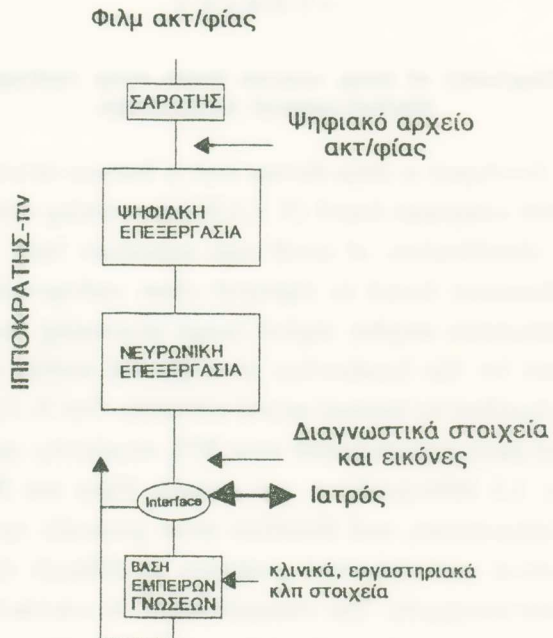 Φιλμ ακτ/φίας
ΣΑΡΩΤΗΣ
Ψηφιακό αρχείο
ακτ/φίας
ΨΗΦΙΑΚΗ
ΕΠΕΞΕΡΓΑΣΙΑ
ΙΠΠΟΚΡΑΤΗΣ-πν
ΝΕΥΡΩΝΙΚΗ
ΕΠΕΞΕΡΓΑΣΙΑ
Διαγνωστικά στοιχεία
και εικόνες
Interface
Ιατρός
ΒΑΣΗ
ΕΜΠΕΙΡΩΝ
ΓΝΩΣΕΩΝ
κλινικά, εργαστηριακά
κλπ στοιχεία